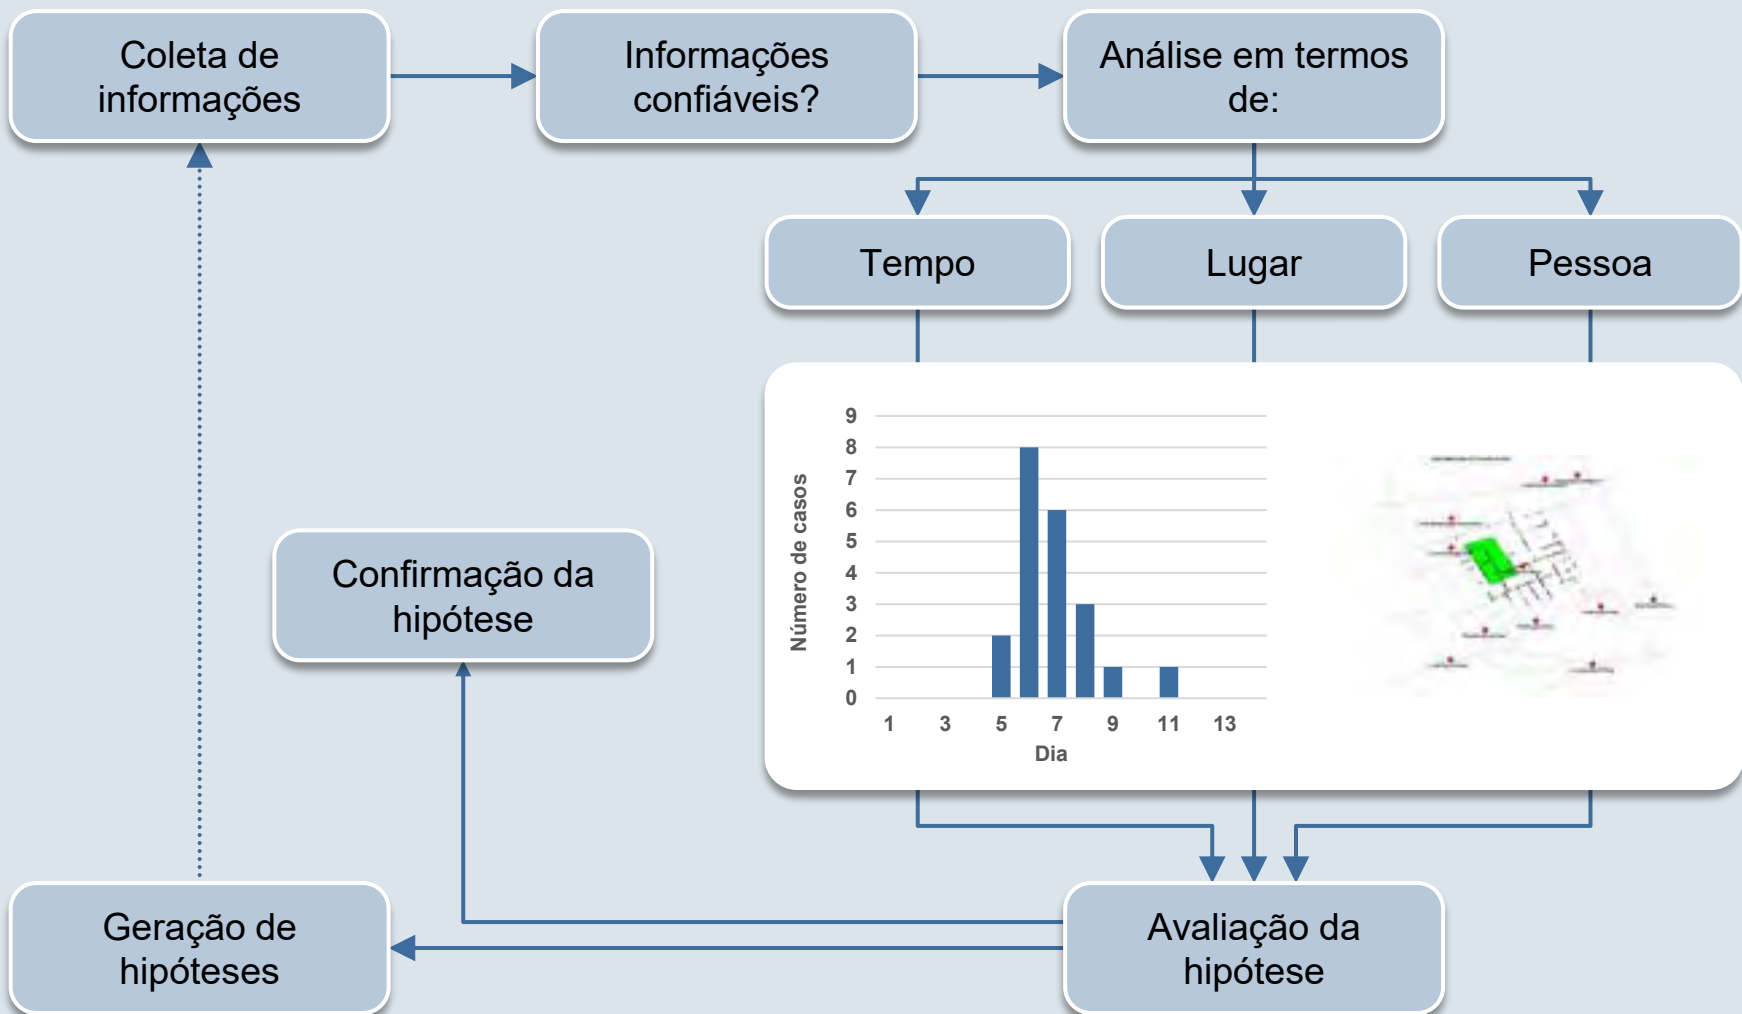 Coleta de
informações
Informações
confiáveis?
Análise em termos
de:
Tempo
Lugar
Pessoa
Número de casos
9
8
7
6
5
4
3
2
1
0
1 3 5 7 9 11 13
Dia
Confirmação da
hipótese
Geração de
hipóteses
Avaliação da
hipótese